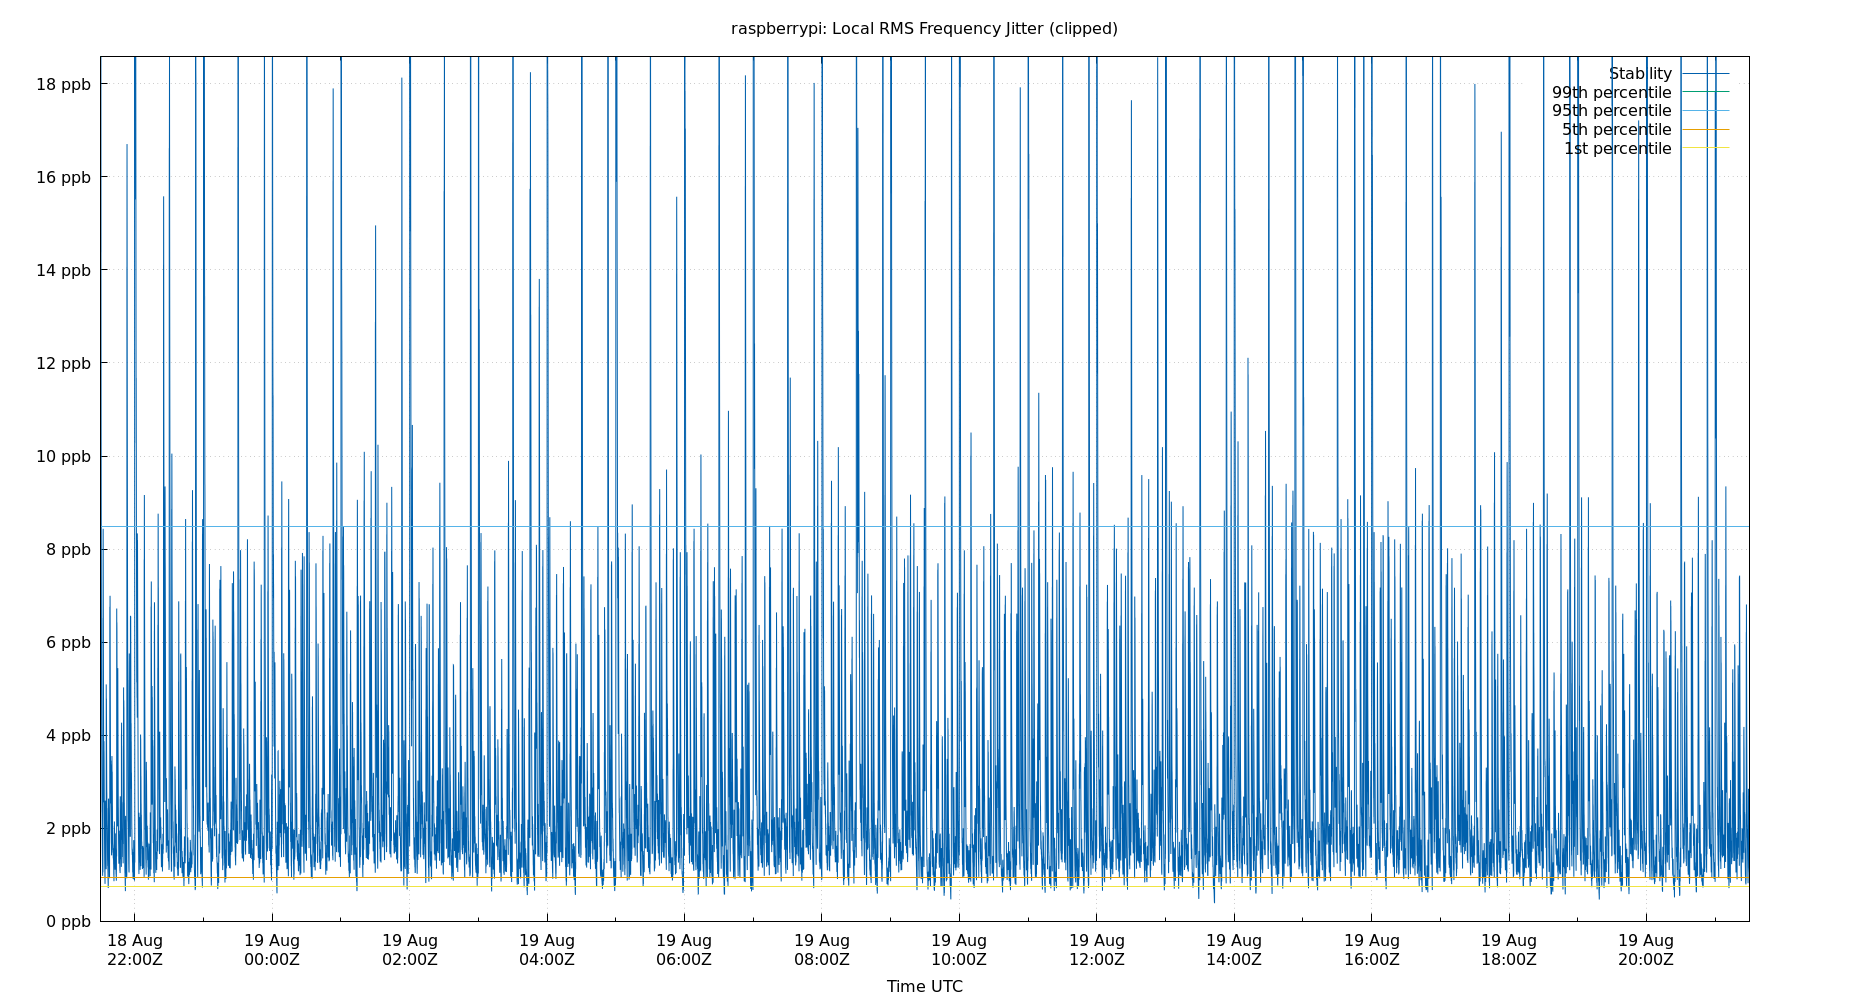 raspberrypi: Local RMS Frequency Jitter (clipped)
18 ppb
16 ppb
14 ppb
12 ppb
10 ppb
8 ppb
6 ppb
4 ppb
2 ppb
0 ppb
Stability
99th percentile
95th percentile
5th percentile
1st percentile
18 Aug
22:00Z
19 Aug
00:00Z
19 Aug
02:00Z
19 Aug
04:00Z
19 Aug
06:00Z
19 Aug
08:00Z
19 Aug
10:00Z
19 Aug
12:00Z
19 Aug
14:00Z
19 Aug
16:00Z
19 Aug
18:00Z
19 Aug
20:00Z
Time UTC